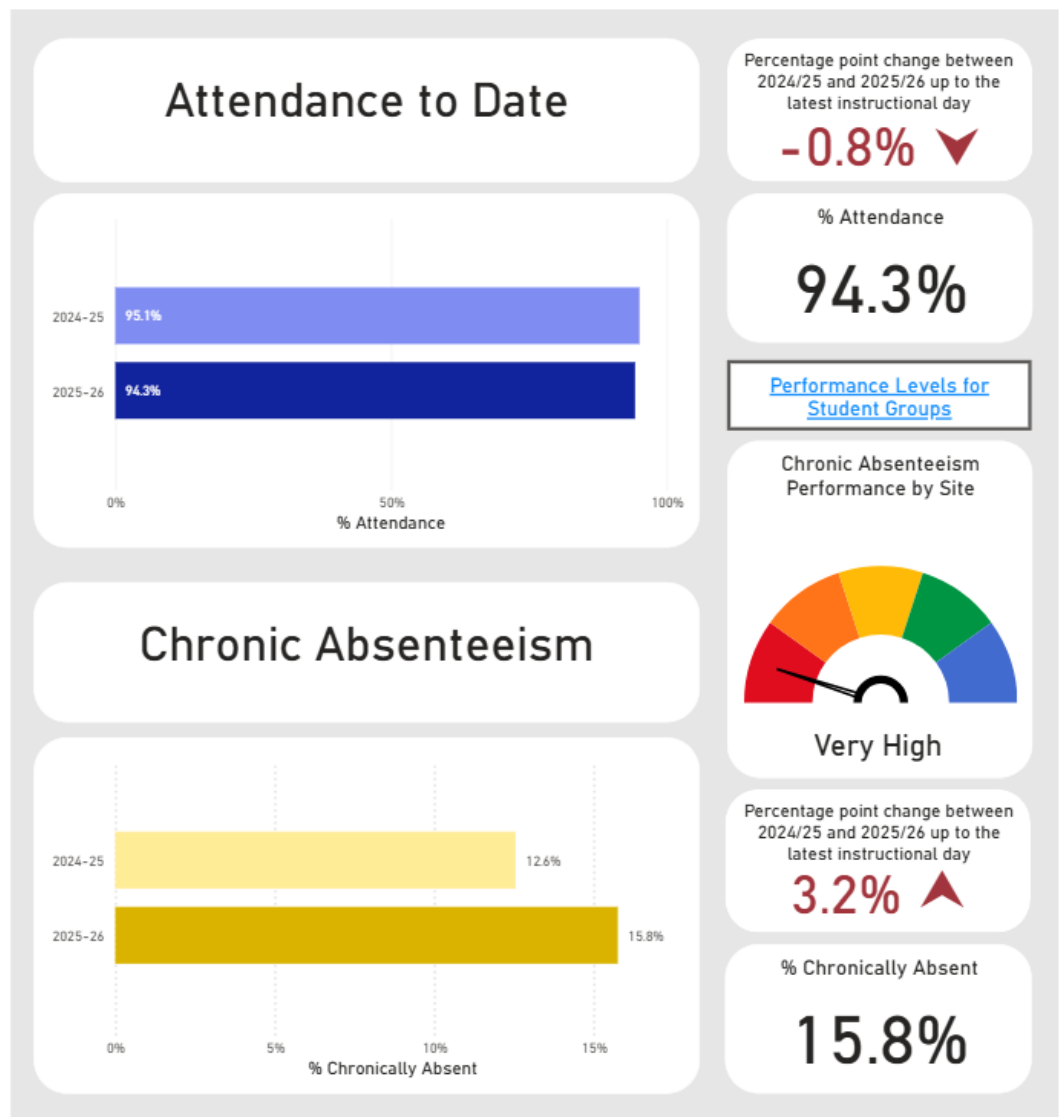 Attendance to Date
Percentage point change between
2024/25 and 2025/26 up to the
latest instructional day
-0.8%
2024-25
95.1%
2025-26
94.3%
0%
50%
100%
% Attendance
% Attendance
94.3%
Performance Levels for
Student Groups
Chronic Absenteeism
Performance by Site
Very High
Chronic Absenteeism
2024-25
12.6%
2025-26
15.8%
0%
5%
10%
15%
% Chronically Absent
Percentage point change between
2024/25 and 2025/26 up to the
latest instructional day
3.2%
% Chronically Absent
15.8%